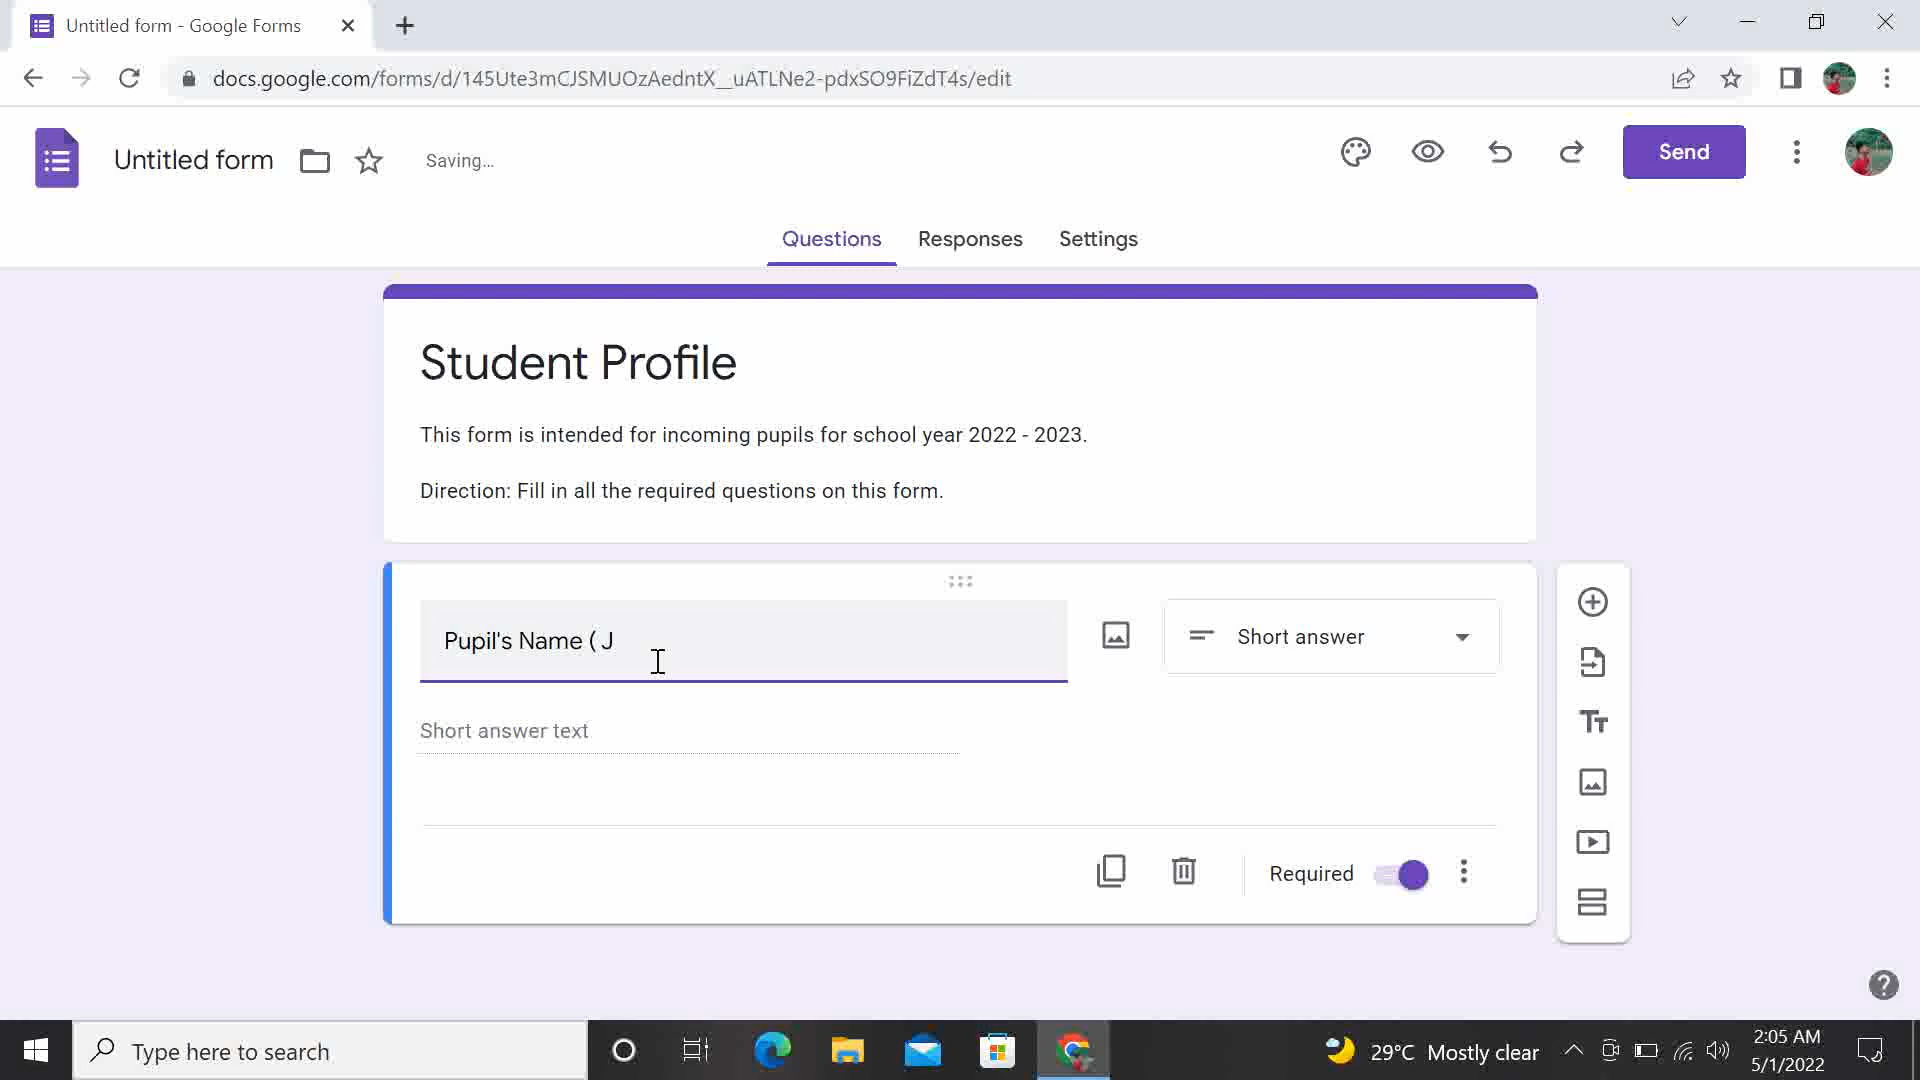 Untitled form - Google Forms
docs.google.com/forms/d/145Ute3mCJSMUOzAedntX__uATLNe2-pdxSO9FiZdT4s/edit
Untitled form
Saving...
Send
Questions Responses Settings
Student Profile
This form is intended for incoming pupils for school year 2022 - 2023.
Direction: Fill in all the required questions on this form.
Pupil's Name ( J
Short answer
Short answer text
Required
Type here to search
29°C Mostly clear
2:05 AM
5/1/2022